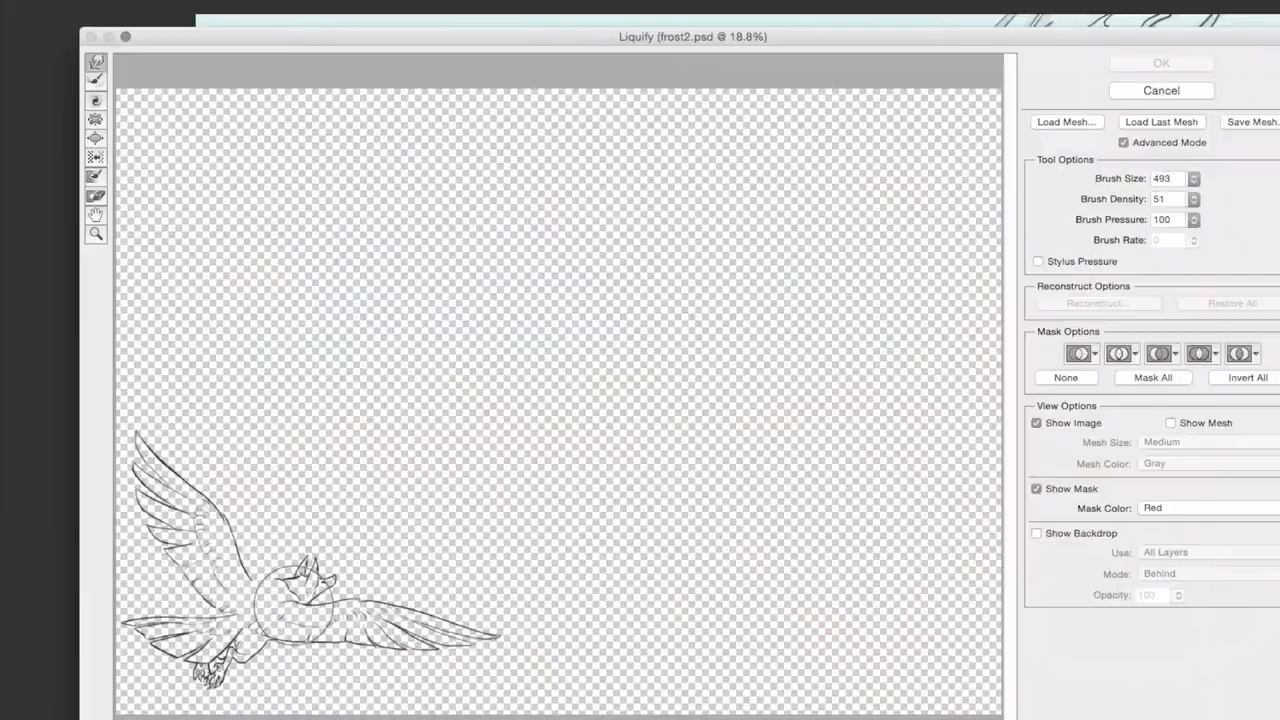 Liquify (frost2.psd @ 18.8%)
OK
Cancel
Load Mesh... Load Last Mesh Save Mesh.
Advanced Mode
Tool Options
Brush Size: 493
Brush Density: 51
Brush Pressure: 100
Brush Rate: 0
Stylus Pressure
Reconstruct Options
Reconstruct... Restore All
Mask Options
None Mask All Invert All
View Options
Show Image Show Mesh
Mesh Size: Medium
Mesh Color: Gray
Show Mask
Mask Color: Red
Show Backdrop
Use: All Layers
Mode: Behind
Opacity: 100